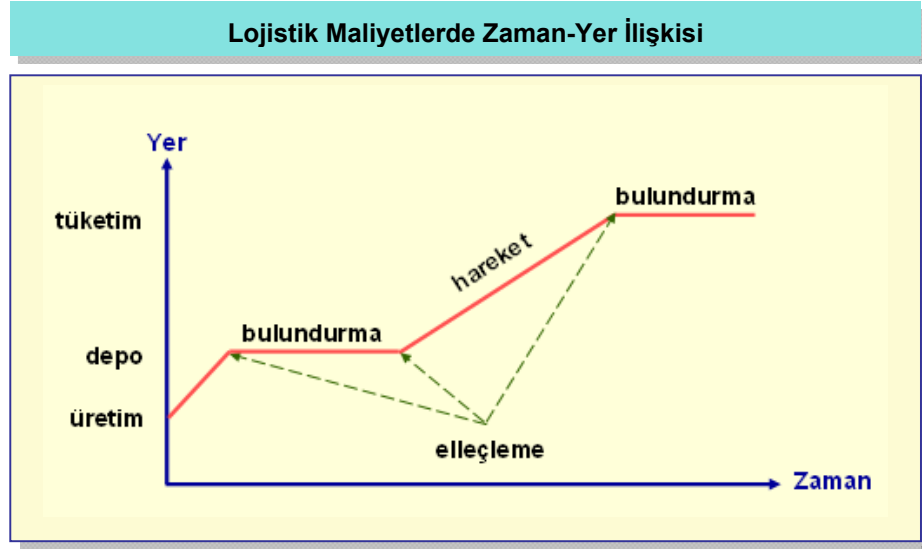 Lojistik Maliyetlerde Zaman-Yer İlişkisi
Yer
bulundurma
tüketim
hareket
bulundurma
depo
üretim
elleçleme
Zaman